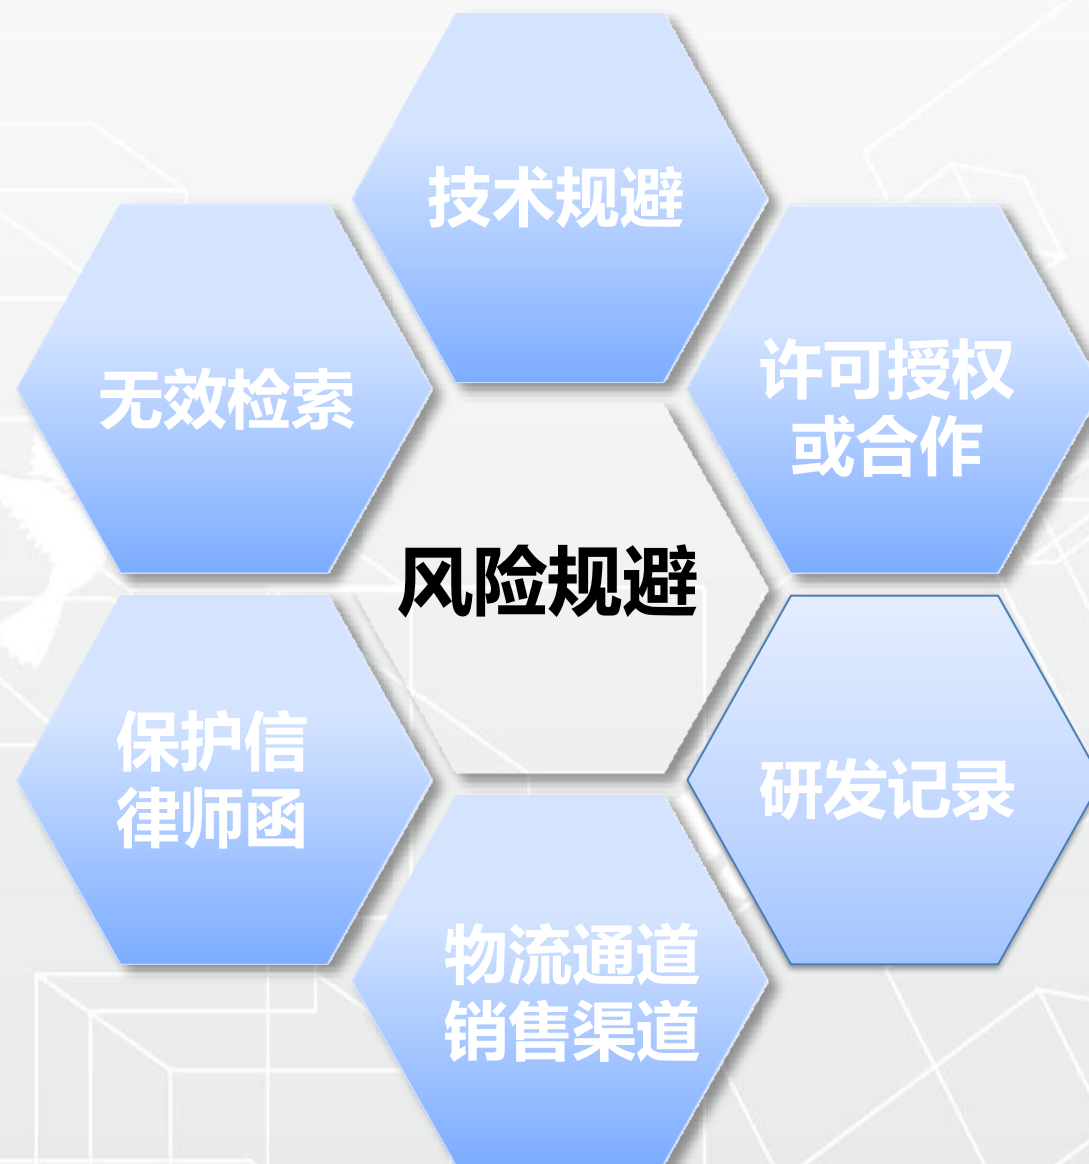 技术规避
无效检索
许可授权
或合作
风险规避
保护信
律师函
研发记录
物流通道
销售渠道